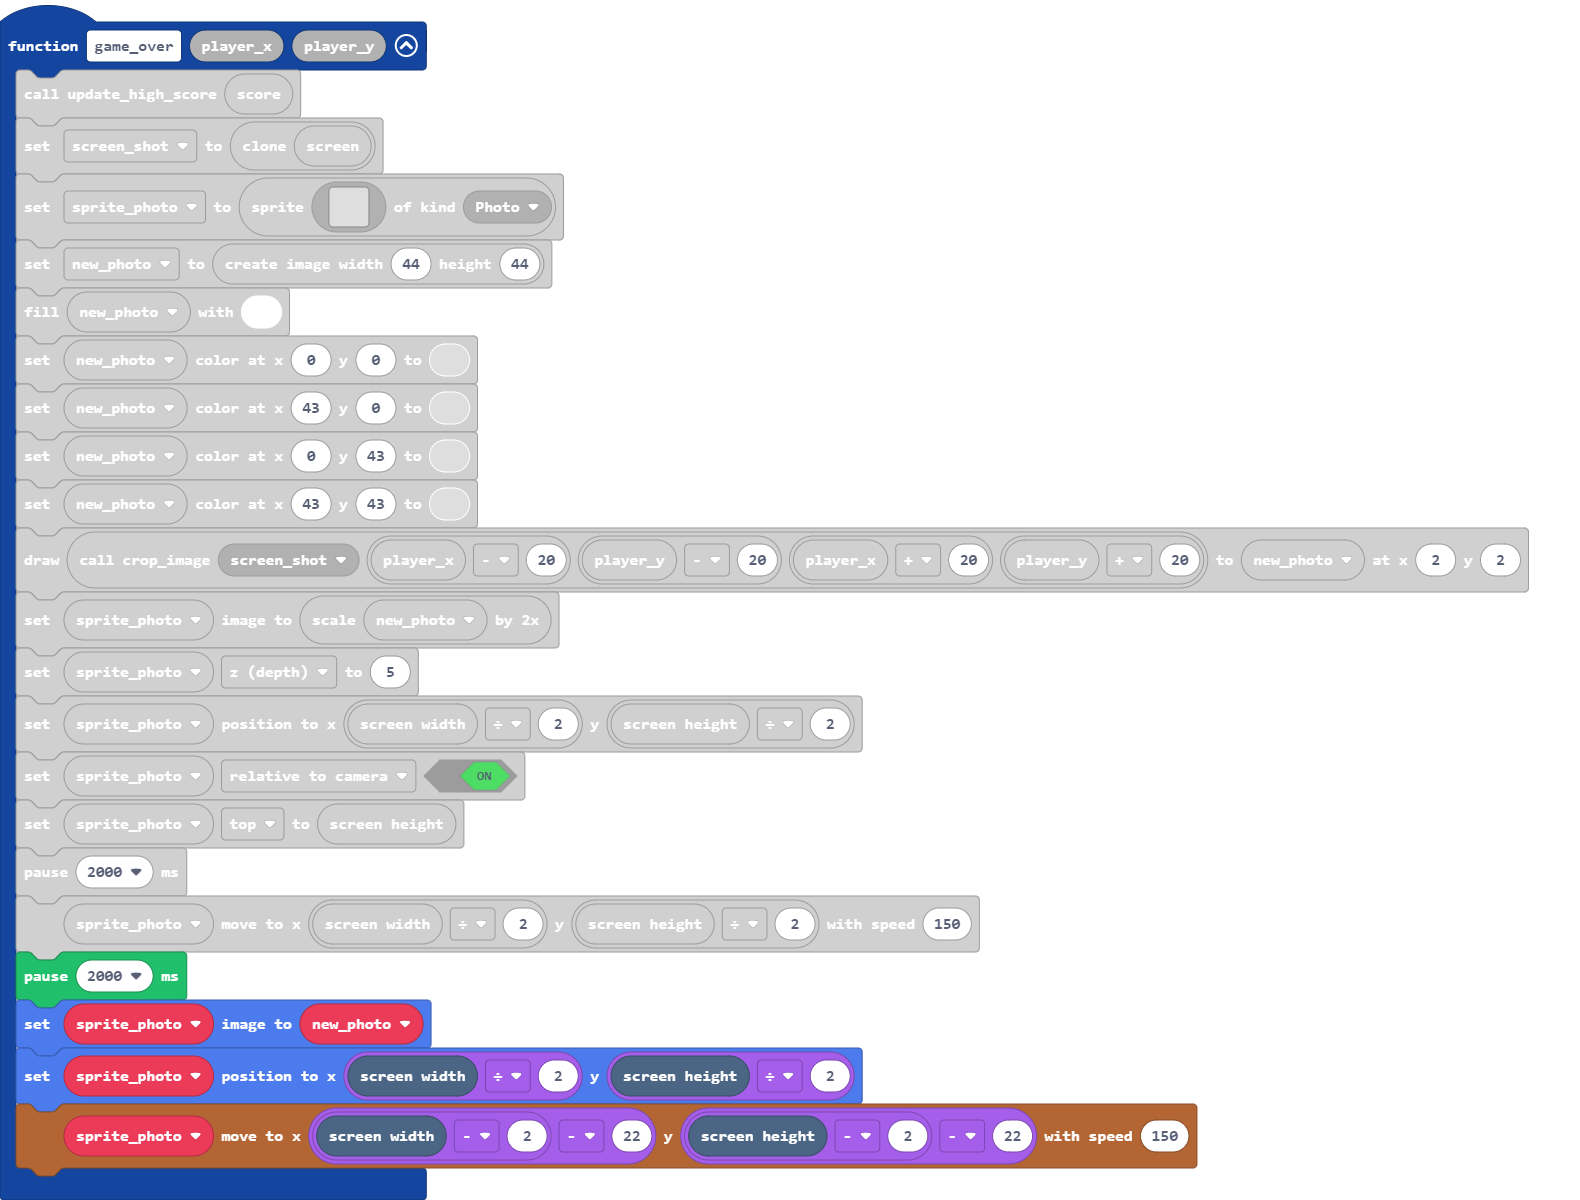 function game_over player_x player_y
call update_high_score score
set screen_shot to clone screen
set sprite_photo to sprite of kind Photo
set new_photo to create image width 44 height 44
fill new_photo with
set new_photo color at x 0 y 0 to
set new_photo color at x 43 y 0 to
set new_photo color at x 0 y 43 to
set new_photo color at x 43 y 43 to
draw call crop_image screen_shot player_x - 20 player_y - 20 player_x + 20 player_y + 20 to new_photo at x 2 y 2
set sprite_photo image to scale new_photo by 2x
set sprite_photo z (depth) to 5
set sprite_photo position to x screen width ÷ 2 y screen height ÷ 2
set sprite_photo relative to camera ON
set sprite_photo top to screen height
pause 2000 ms
sprite_photo move to x screen width ÷ 2 y screen height ÷ 2 with speed 150
pause 2000 ms
set sprite_photo image to new_photo
set sprite_photo position to x screen width ÷ 2 y screen height ÷ 2
sprite_photo move to x screen width - 2 - 22 y screen height - 2 - 22 with speed 150